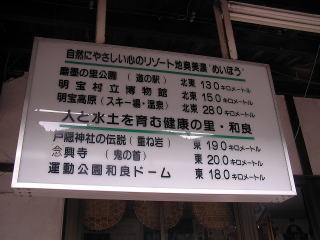 自然にやさしい心のリゾート地奥美濃"めいほう"
磨墨の里公園 (道の駅) 北東 13.0キロメートル
明宝村立博物館 北東 15.0キロメートル
明宝高原 (スキー場・温泉) 北東 28.0キロメートル
人と水土を育む健康の里・和良
戸隠神社の伝説 (重ね岩) 東 19.0キロメートル
念興寺 (鬼の首) 東 20.0キロメートル
運動公園和良ドーム 東 18.0キロメートル